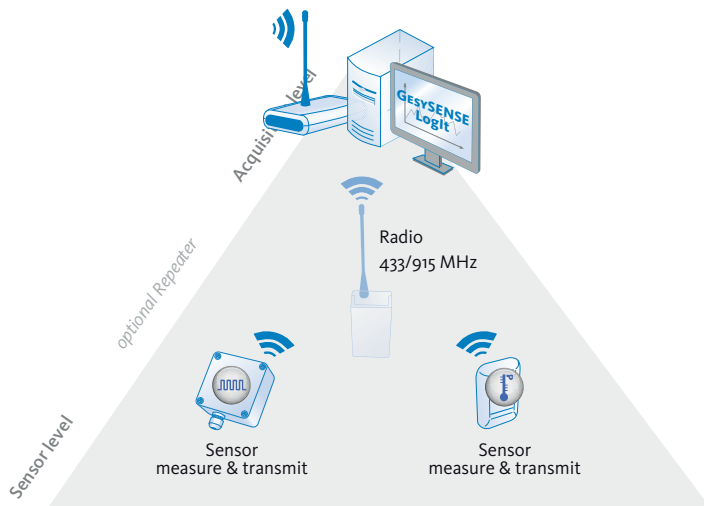 Acquisition level
GESYSENSE
LogIt
Radio
433/915 MHz
optional Repeater
Sensor level
Sensor
measure & transmit
Sensor
measure & transmit